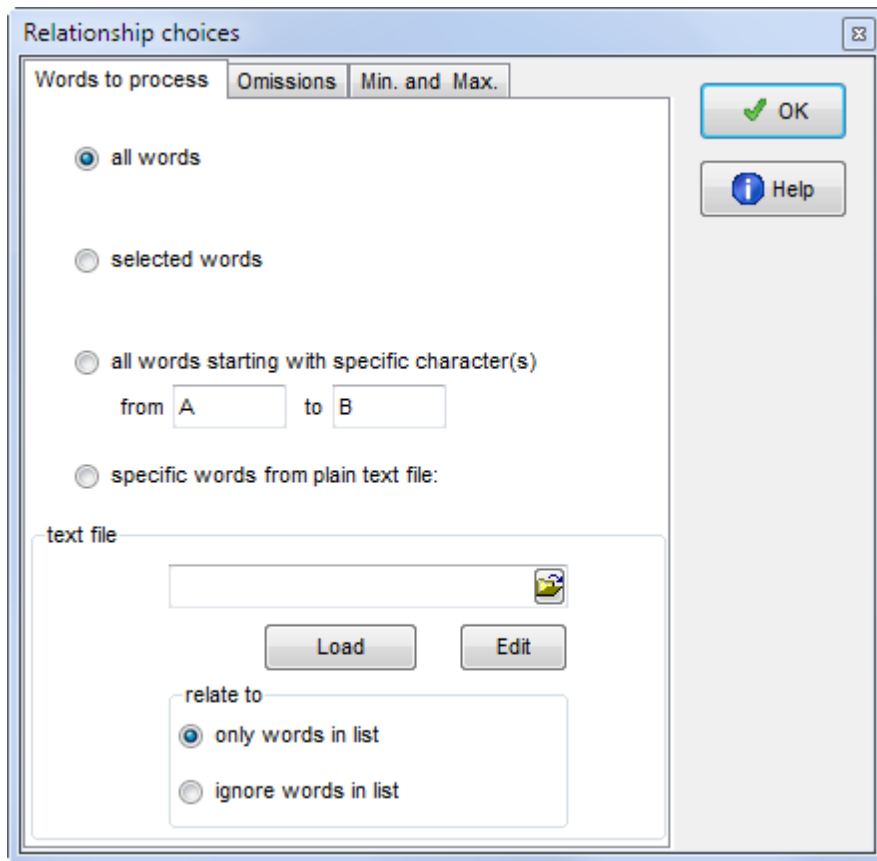 Relationship choices
Words to process Omissions Min. and Max.
OK
Help
all words
selected words
all words starting with specific character(s)
from A to B
specific words from plain text file:
text file
Load Edit
relate to
only words in list
ignore words in list